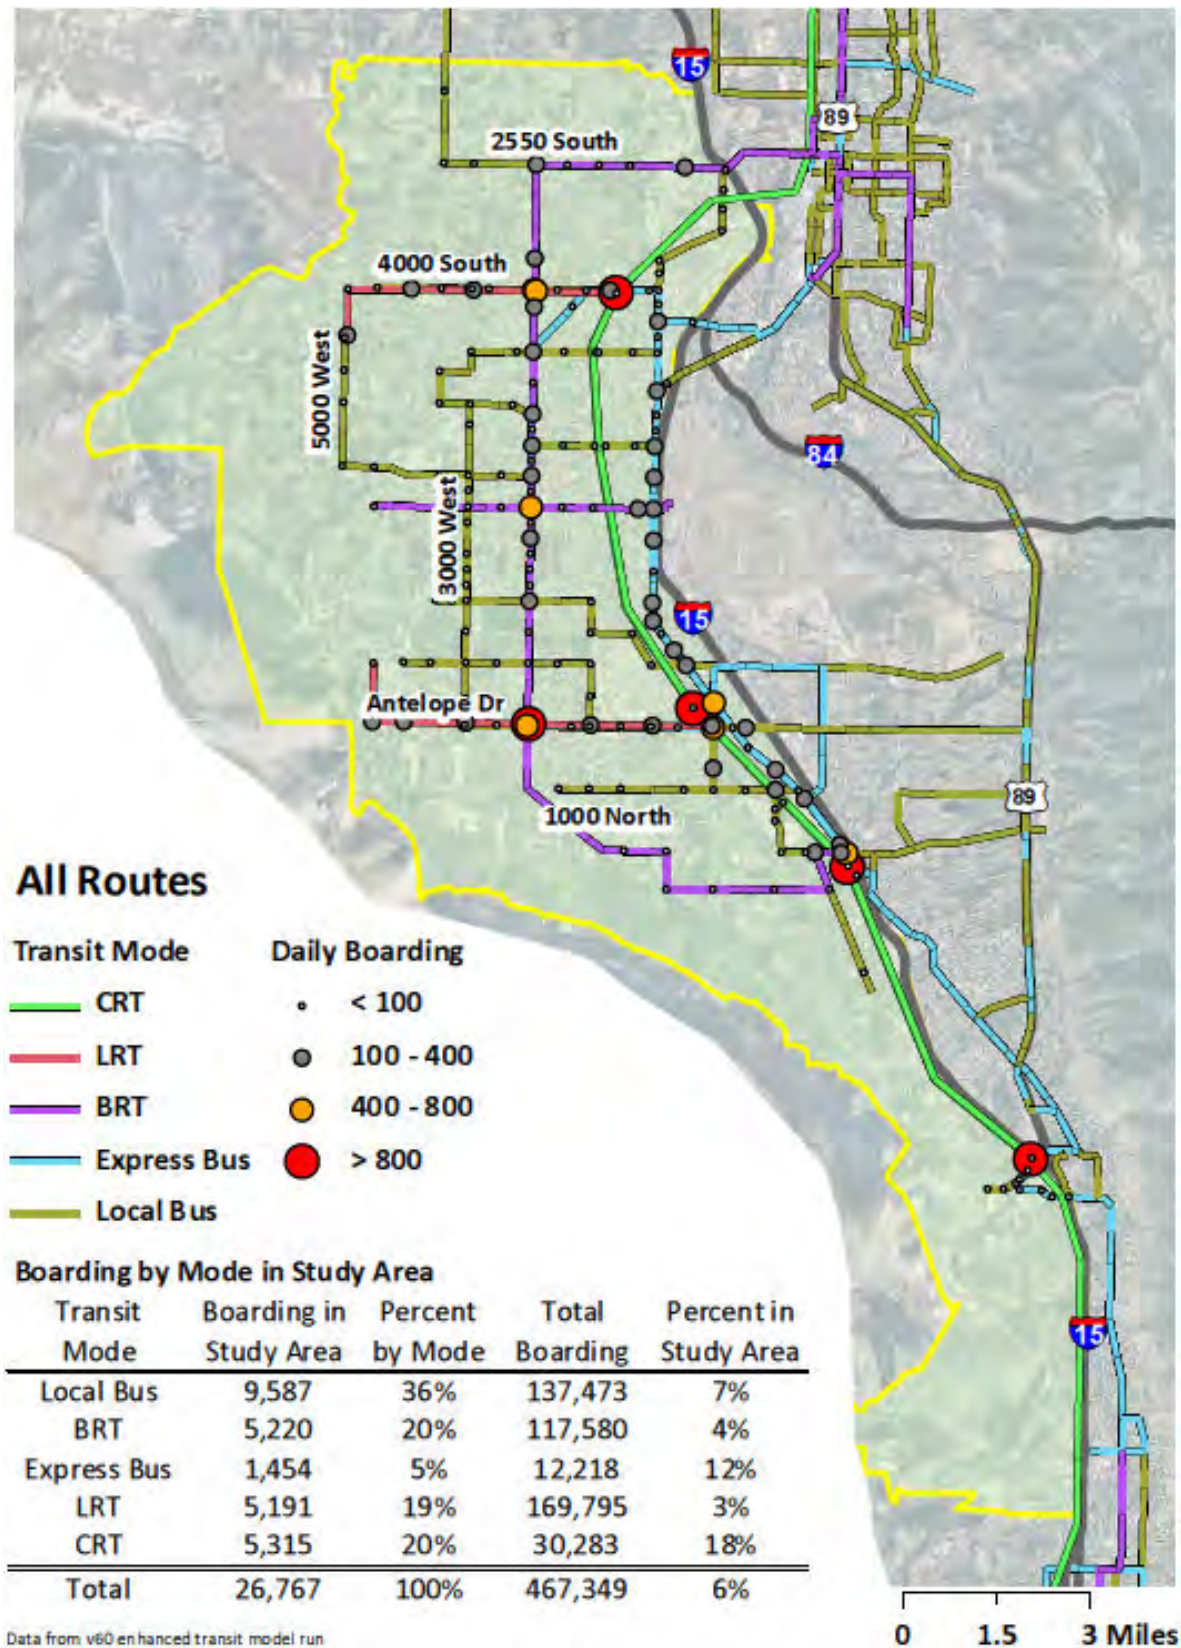 15
89
2550 South
4000 South
5000 West
84
3000 West
15
Antelope Dr
89
1000 North
All Routes
Transit Mode Daily Boarding
CRT < 100
LRT 100 - 400
BRT 400 - 800
Express Bus > 800
Local Bus
Boarding by Mode in Study Area
Transit Boarding in Percent Total Percent in
Mode Study Area by Mode Boarding Study Area
15
Local Bus 9,587 36% 137,473 7%
BRT 5,220 20% 117,580 4%
Express Bus 1,454 5% 12,218 12%
LRT 5,191 19% 169,795 3%
CRT 5,315 20% 30,283 18%
Total 26,767 100% 467,349 6%
Data from v60 enhanced transit model run
0 1.5 3 Miles